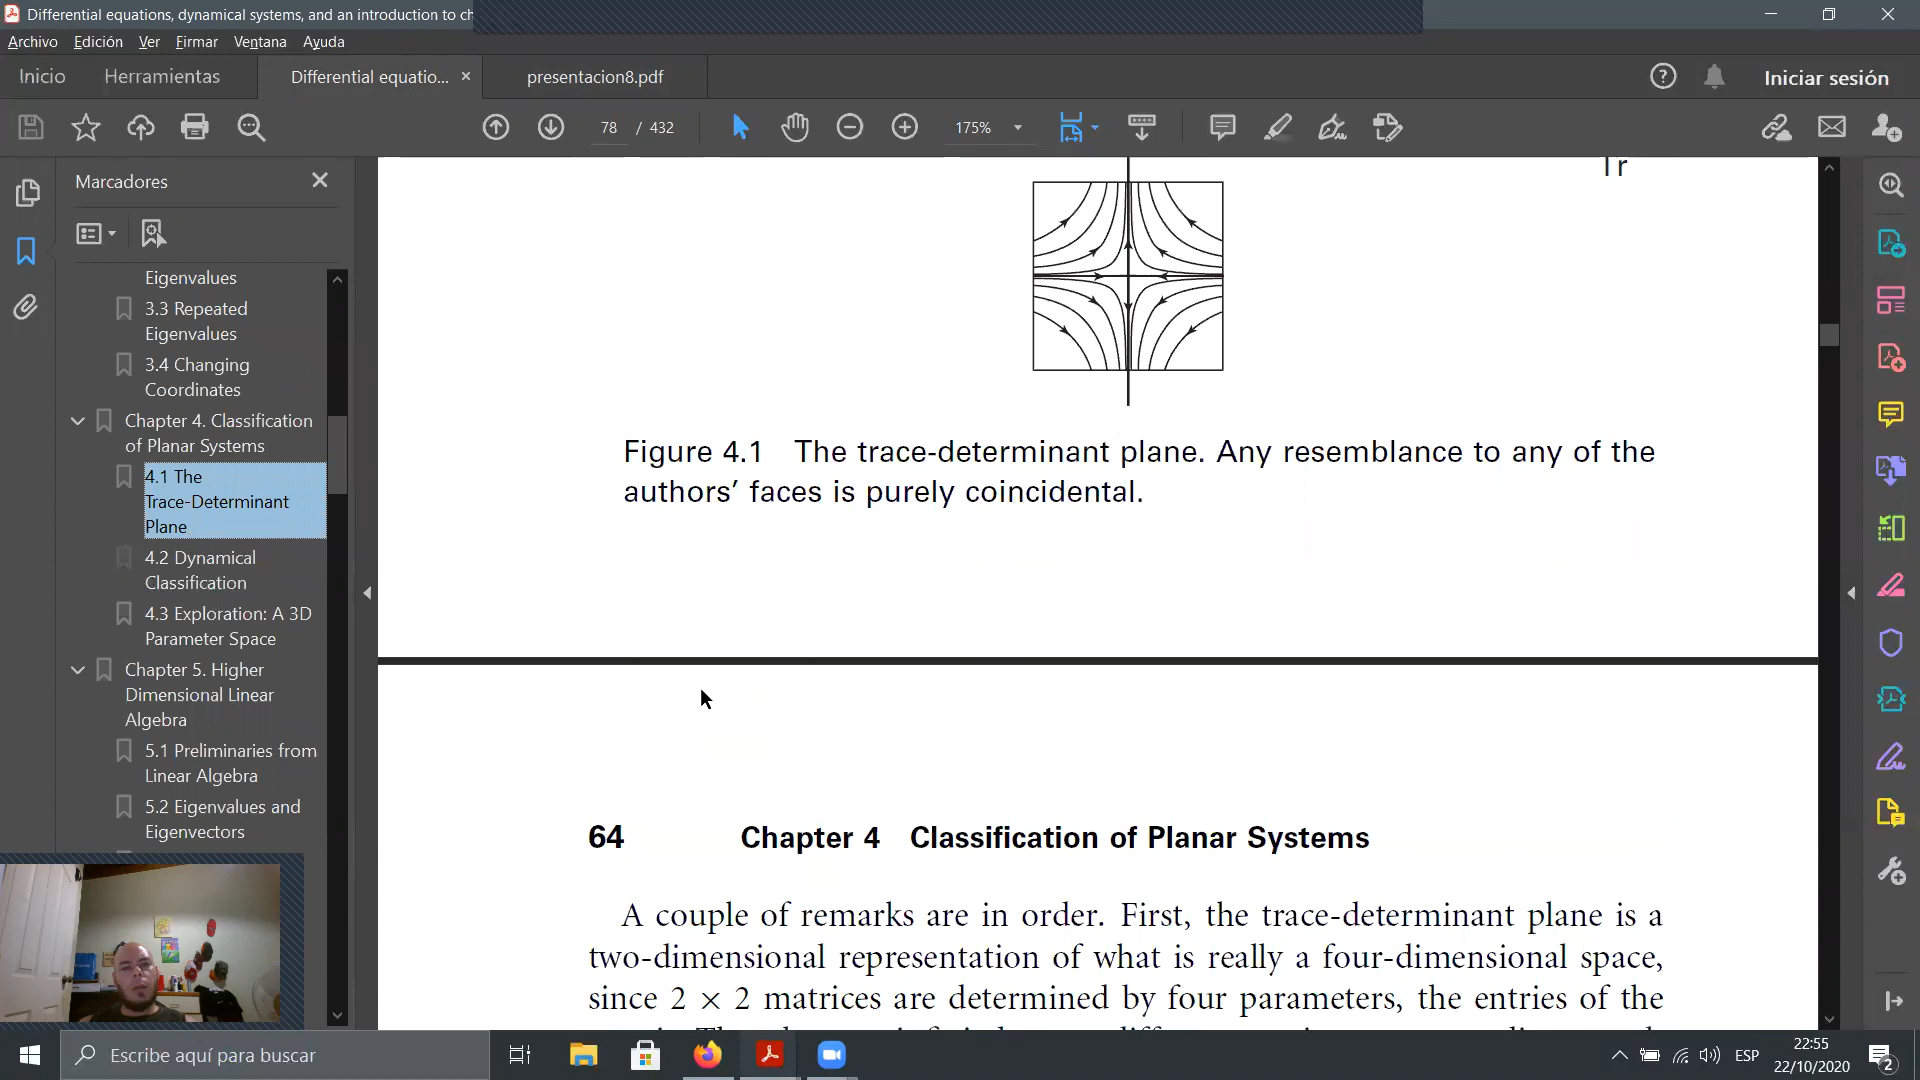 Differential equations, dynamical systems, and an introduction to ch
Archivo Edición Ver Firmar Ventana Ayuda
Inicio Herramientas Differential equatio... × presentacion8.pdf Iniciar sesión
78 / 432 175%
Marcadores
Eigenvalues
3.3 Repeated
Eigenvalues
3.4 Changing
Coordinates
Chapter 4. Classification
of Planar Systems
4.1 The
Trace-Determinant
Plane
4.2 Dynamical
Classification
4.3 Exploration: A 3D
Parameter Space
Chapter 5. Higher
Dimensional Linear
Algebra
5.1 Preliminaries from
Linear Algebra
5.2 Eigenvalues and
Eigenvectors
Tr
Figure 4.1 The trace-determinant plane. Any resemblance to any of the
authors’ faces is purely coincidental.
64 Chapter 4 Classification of Planar Systems
A couple of remarks are in order. First, the trace-determinant plane is a
two-dimensional representation of what is really a four-dimensional space,
since 2 × 2 matrices are determined by four parameters, the entries of the
Escribe aquí para buscar
ESP
22:55
22/10/2020
2